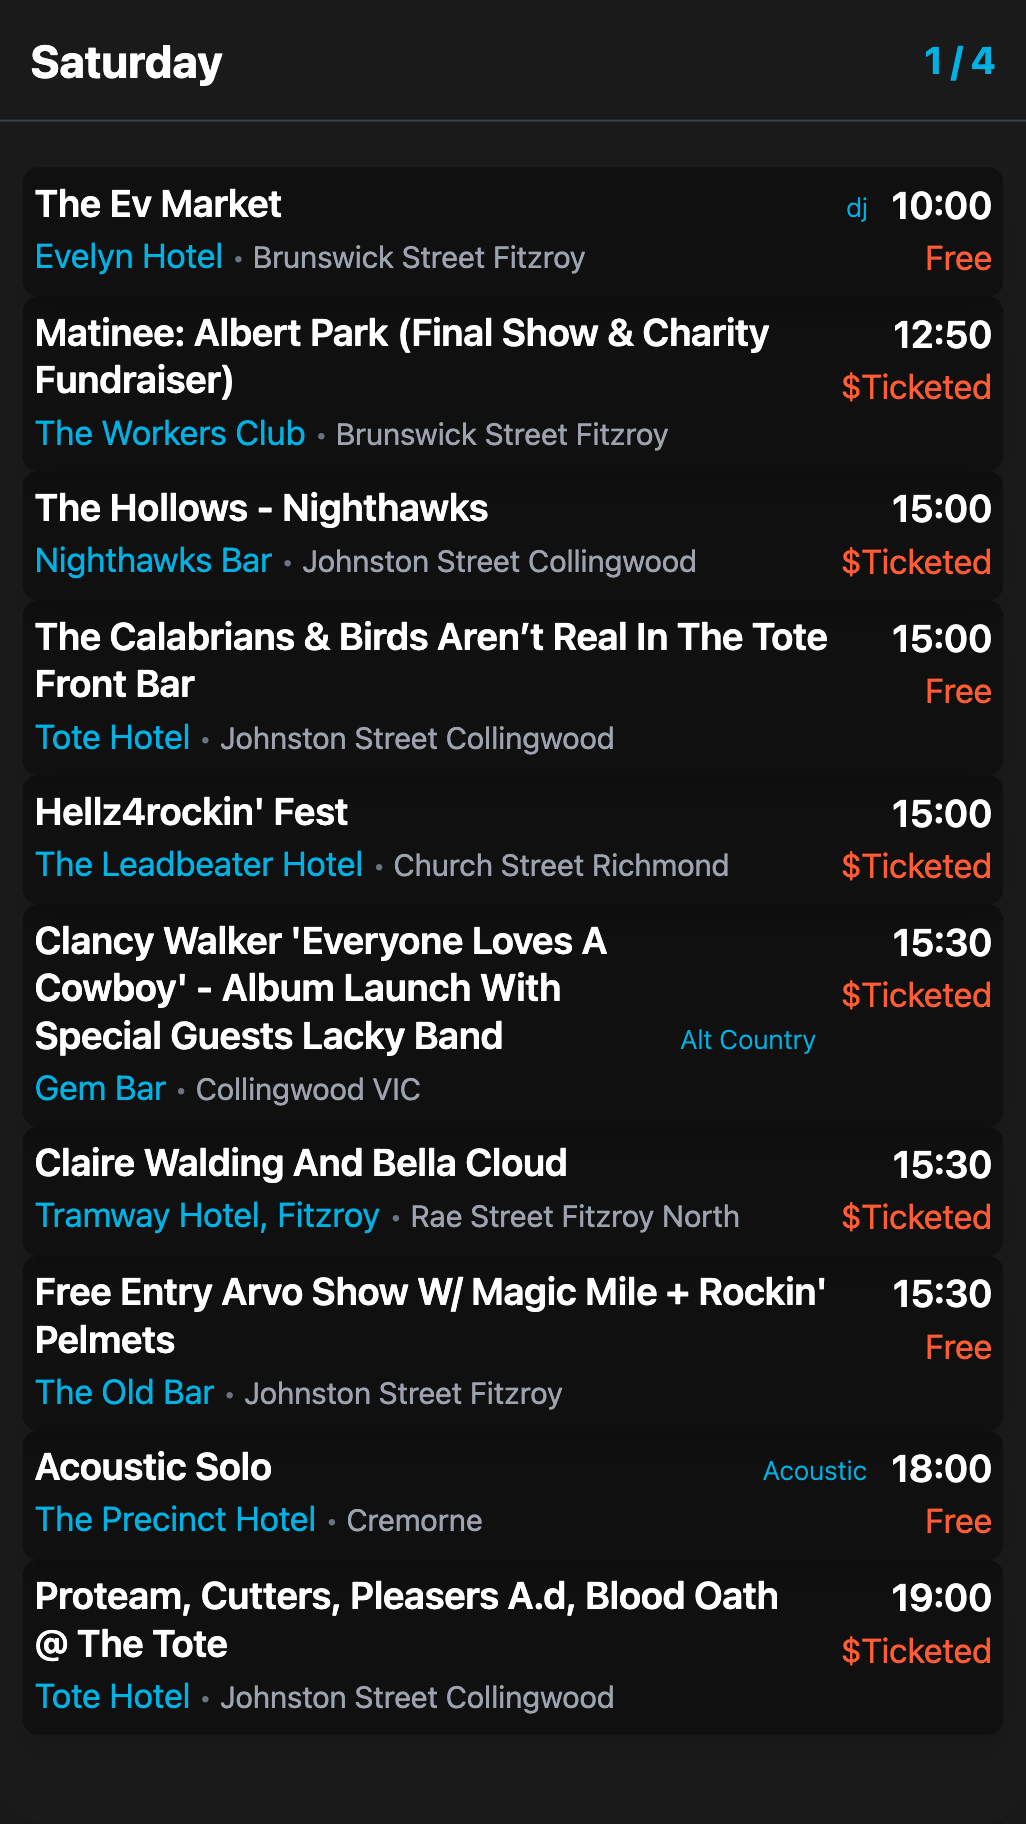 Saturday 1 / 4
The Ev Market dj 10:00
Evelyn Hotel • Brunswick Street Fitzroy Free
Matinee: Albert Park (Final Show & Charity 12:50
Fundraiser) $Ticketed
The Workers Club • Brunswick Street Fitzroy
The Hollows - Nighthawks 15:00
Nighthawks Bar • Johnston Street Collingwood $Ticketed
The Calabrians & Birds Aren’t Real In The Tote 15:00
Front Bar Free
Tote Hotel • Johnston Street Collingwood
Hellz4rockin' Fest 15:00
The Leadbeater Hotel • Church Street Richmond $Ticketed
Clancy Walker 'Everyone Loves A 15:30
Cowboy' - Album Launch With $Ticketed
Special Guests Lacky Band Alt Country
Gem Bar • Collingwood VIC
Claire Walding And Bella Cloud 15:30
Tramway Hotel, Fitzroy • Rae Street Fitzroy North $Ticketed
Free Entry Arvo Show W/ Magic Mile + Rockin' 15:30
Pelmets Free
The Old Bar • Johnston Street Fitzroy
Acoustic Solo Acoustic 18:00
The Precinct Hotel • Cremorne Free
Proteam, Cutters, Pleasers A.d, Blood Oath 19:00
@ The Tote $Ticketed
Tote Hotel • Johnston Street Collingwood